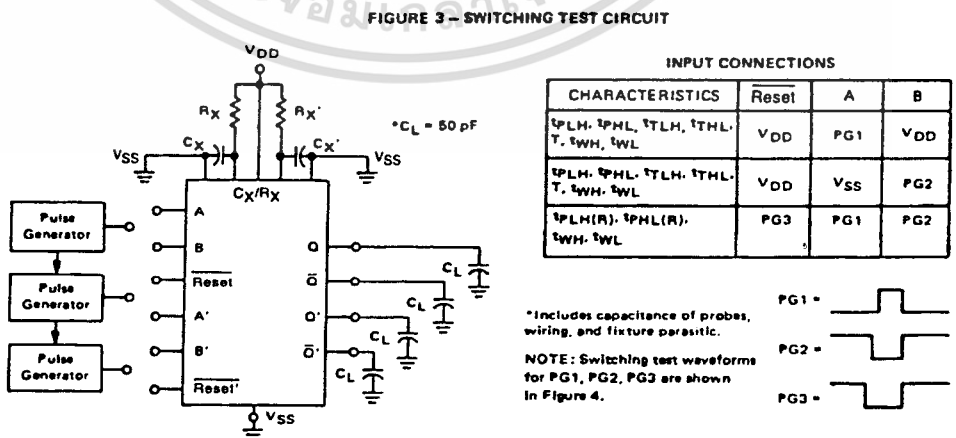 FIGURE 3 – SWITCHING TEST CIRCUIT
VDD
RX
RX'
*CL = 50 pF
VSS
CX
CX'
VSS
CX/RX
Pulse Generator
Pulse Generator
Pulse Generator
A
B
Reset
A'
B'
Reset'
Q
Q̅
Q'
Q̅'
CL
CL
CL
CL
VSS
INPUT CONNECTIONS
CHARACTERISTICS Reset A B
tPLH, tPHL, tTLH, tTHL, VDD PG1 VDD
T, tWH, tWL
tPLH, tPHL, tTLH, tTHL, VDD VSS PG2
T, tWH, tWL
tPLH(R), tPHL(R), PG3 PG1 PG2
tWH, tWL
*Includes capacitance of probes,
wiring, and fixture parasitic.
NOTE: Switching test waveforms
for PG1, PG2, PG3 are shown
in Figure 4.
PG1 =
PG2 =
PG3 =